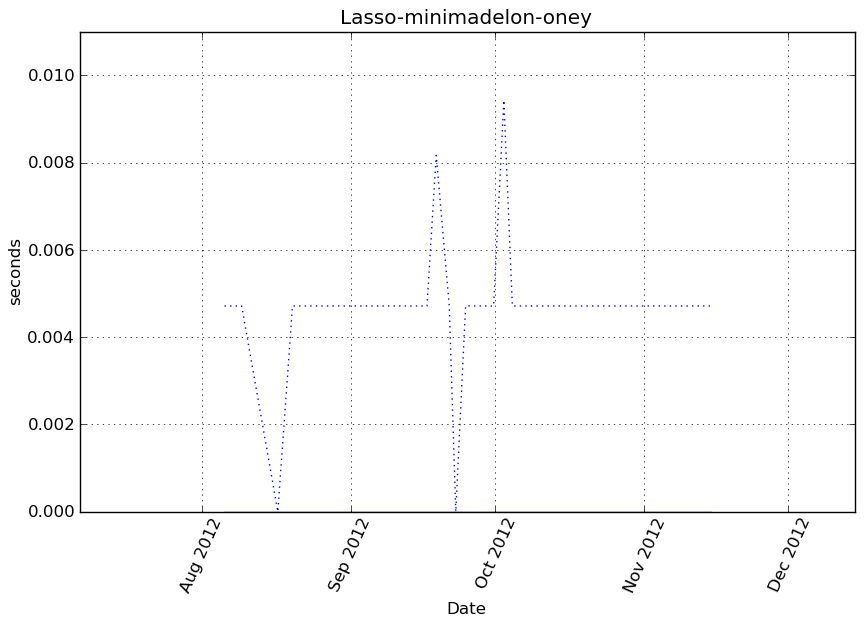 Lasso-minimadelon-oney
0.010
0.008
0.006
0.004
0.002
0.000
seconds
Aug 2012
Sep 2012
Oct 2012
Nov 2012
Dec 2012
Date